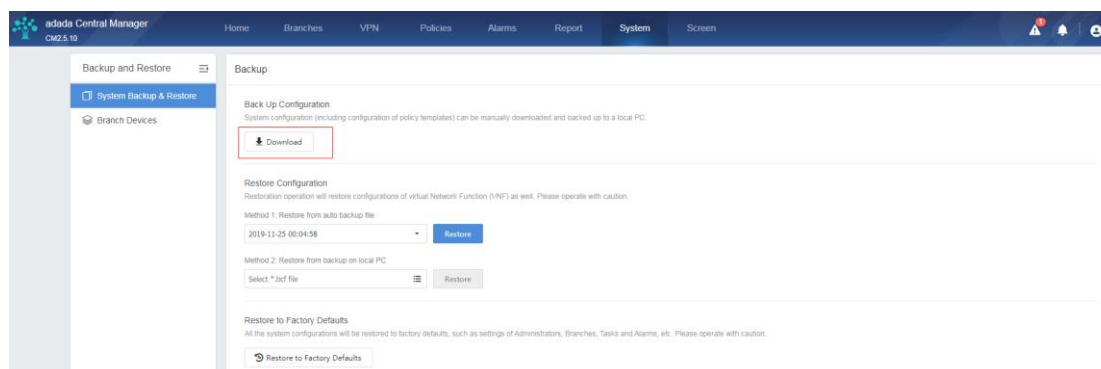 adada Central Manager
CM2.5.10
Home Branches VPN Policies Alarms Report System Screen
1
Backup and Restore
System Backup & Restore
Branch Devices
Backup
Back Up Configuration
System configuration (including configuration of policy templates) can be manually downloaded and backed up to a local PC.
Download
Restore Configuration
Restoration operation will restore configurations of virtual Network Function (VNF) as well. Please operate with caution.
Method 1: Restore from auto backup file
2019-11-25 00:04:58 Restore
Method 2: Restore from backup on local PC
Select *.bcf file Restore
Restore to Factory Defaults
All the system configurations will be restored to factory defaults, such as settings of Administrators, Branches, Tasks and Alarms, etc. Please operate with caution.
Restore to Factory Defaults